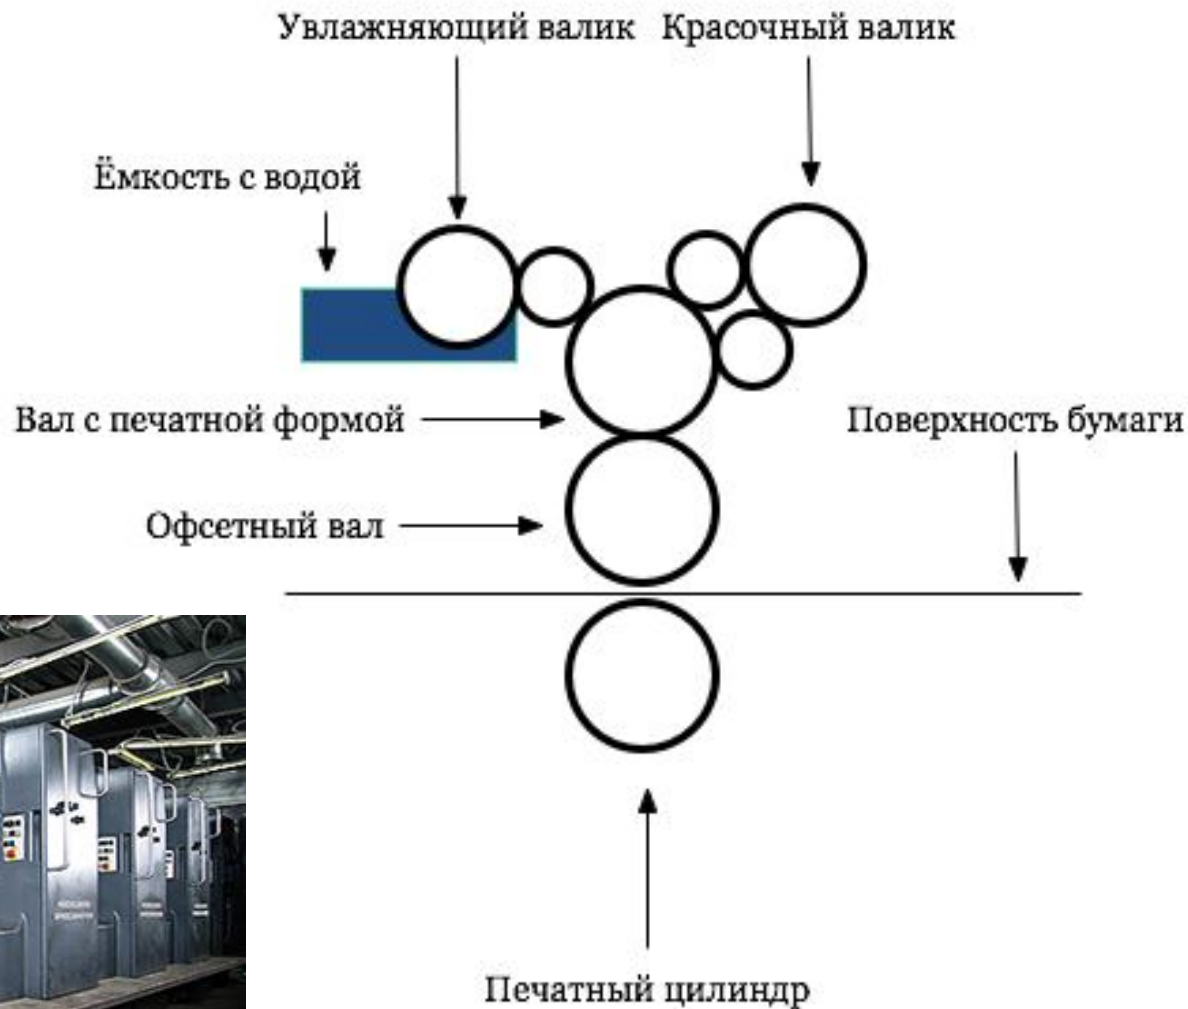 Увлажняющий валик
Красочный валик
Ёмкость с водой
Вал с печатной формой
Поверхность бумаги
Офсетный вал
Печатный цилиндр